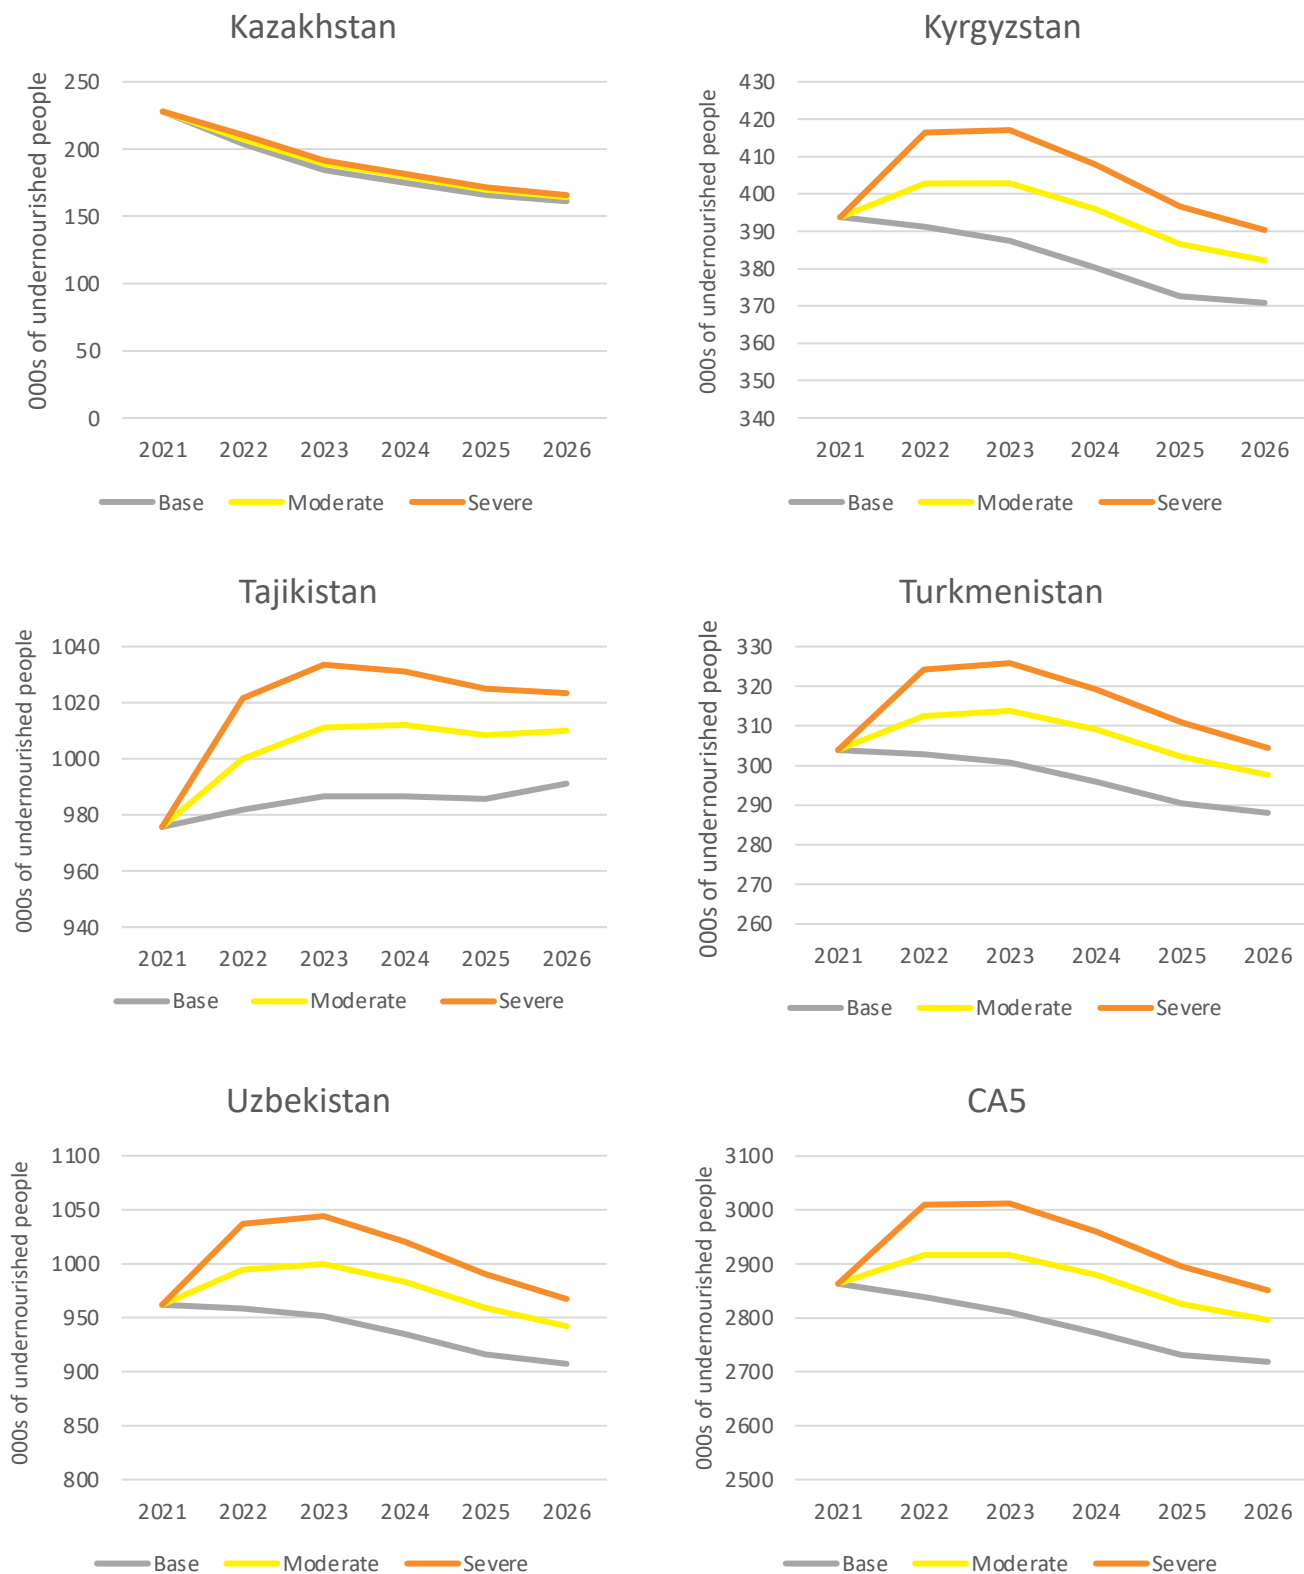 Kazakhstan
000s of undernourished people
250
200
150
100
50
0
2021 2022 2023 2024 2025 2026
Base Moderate Severe
Kyrgyzstan
000s of undernourished people
430
420
410
400
390
380
370
360
350
340
2021 2022 2023 2024 2025 2026
Base Moderate Severe
Tajikistan
000s of undernourished people
1040
1020
1000
980
960
940
2021 2022 2023 2024 2025 2026
Base Moderate Severe
Turkmenistan
000s of undernourished people
330
320
310
300
290
280
270
260
2021 2022 2023 2024 2025 2026
Base Moderate Severe
Uzbekistan
000s of undernourished people
1100
1050
1000
950
900
850
800
2021 2022 2023 2024 2025 2026
Base Moderate Severe
CA5
000s of undernourished people
3100
3000
2900
2800
2700
2600
2500
2021 2022 2023 2024 2025 2026
Base Moderate Severe